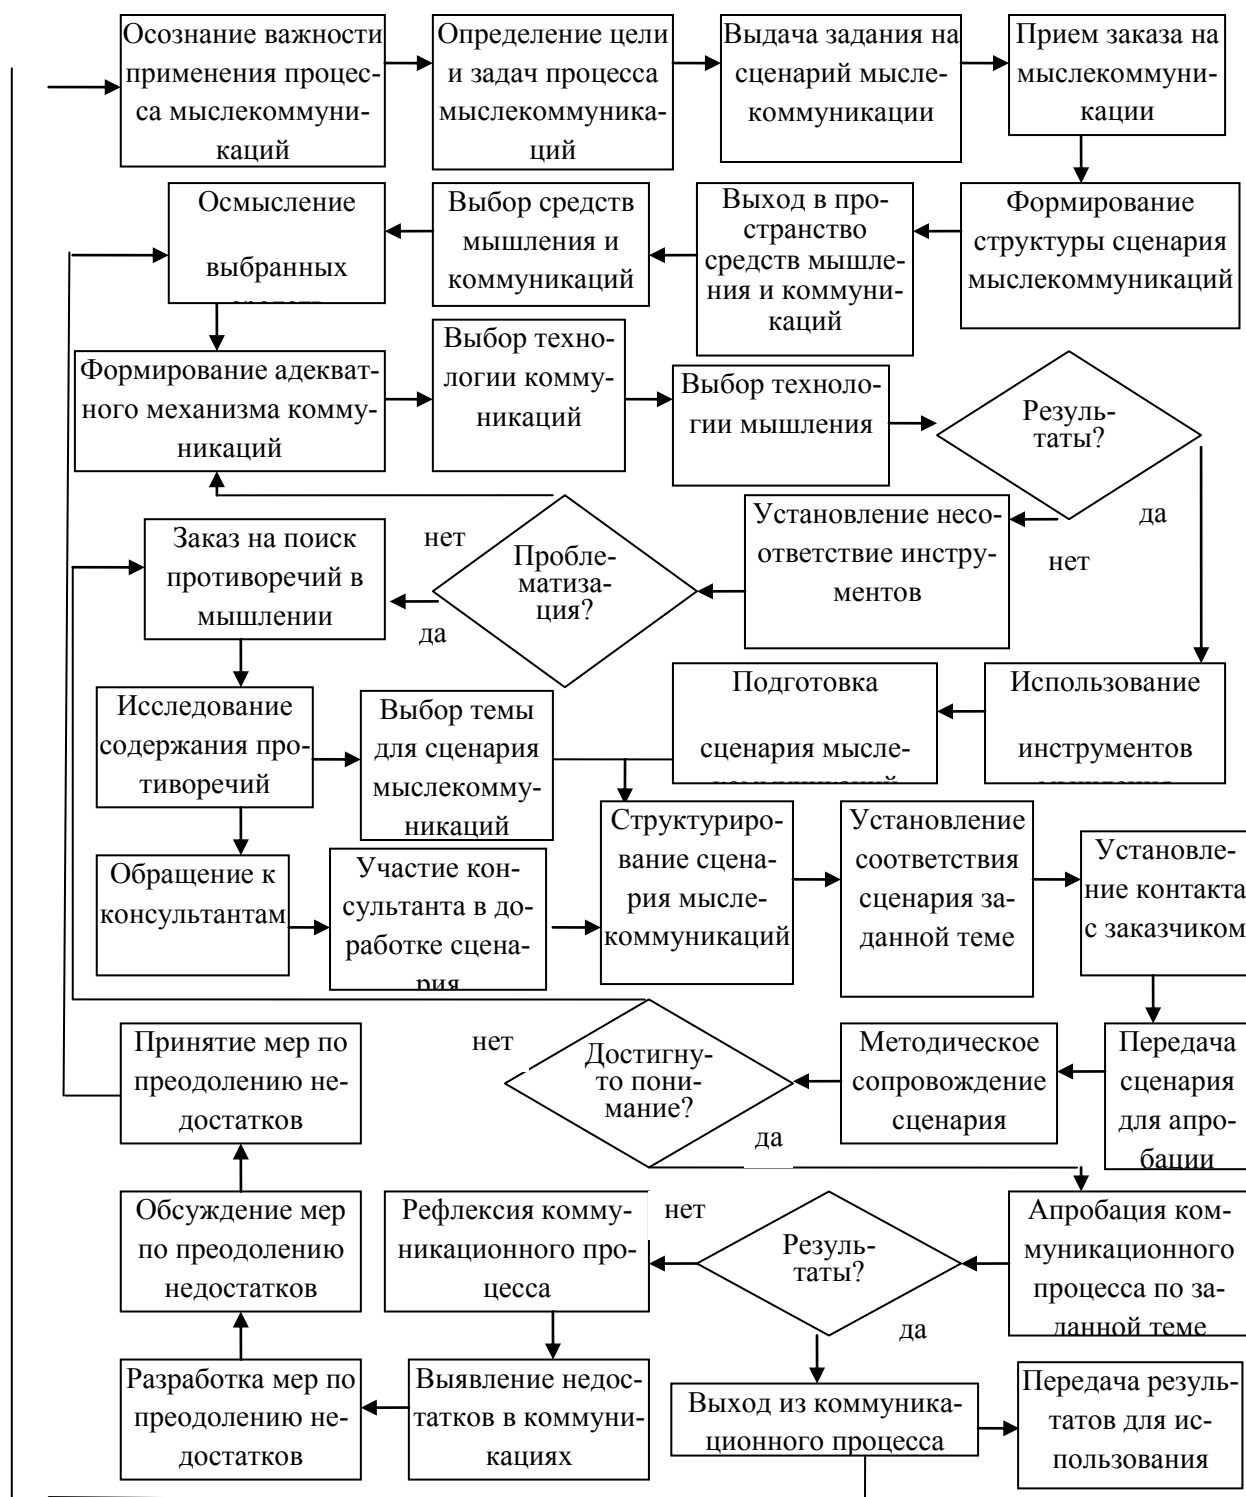 Осознание важности
применения процес-
са мыслекоммуни-
каций
Определение цели
и задач процесса
мыслекоммуника-
ций
Выдача задания на
сценарий мысле-
коммуникации
Прием заказа на
мыслекоммуни-
кации
Осмысление
выбранных
Выбор средств
мышления и
коммуникаций
Выход в про-
странство
средств мышле-
ния и коммуни-
каций
Формирование
структуры сценария
мыслекоммуникаций
Формирование адекват-
ного механизма комму-
никаций
Выбор техно-
логии комму-
никаций
Выбор техноло-
гии мышления
Резуль-
таты?
да
нет
Заказ на поиск
противоречий в
мышлении
нет
Пробле-
матиза-
ция?
да
Установление несо-
ответствие инстру-
ментов
Исследование
содержания про-
тиворечий
Выбор темы
для сценария
мыслекомму-
никаций
Подготовка
сценария мысле-
коммуникаций
Использование
инструментов
мышления
Обращение к
консультантам
Участие кон-
сультанта в до-
работке сцена-
рия
Структуриро-
вание сцена-
рия мысле-
коммуникаций
Установление
соответствия
сценария за-
данной теме
Установле-
ние контакта
с заказчиком
Принятие мер по
преодолению не-
достатков
нет
Достигну-
то пони-
мание?
да
Методическое
сопровождение
сценария
Передача
сценария
для апро-
бации
Обсуждение мер
по преодолению
недостатков
Рефлексия комму-
никационного про-
цесса
нет
Резуль-
таты?
да
Апробация ком-
муникационного
процесса по за-
данной теме
Разработка мер по
преодолению не-
достатков
Выявление недос-
татков в коммуни-
кациях
Выход из коммуника-
ционного процесса
Передача резуль-
татов для ис-
пользования